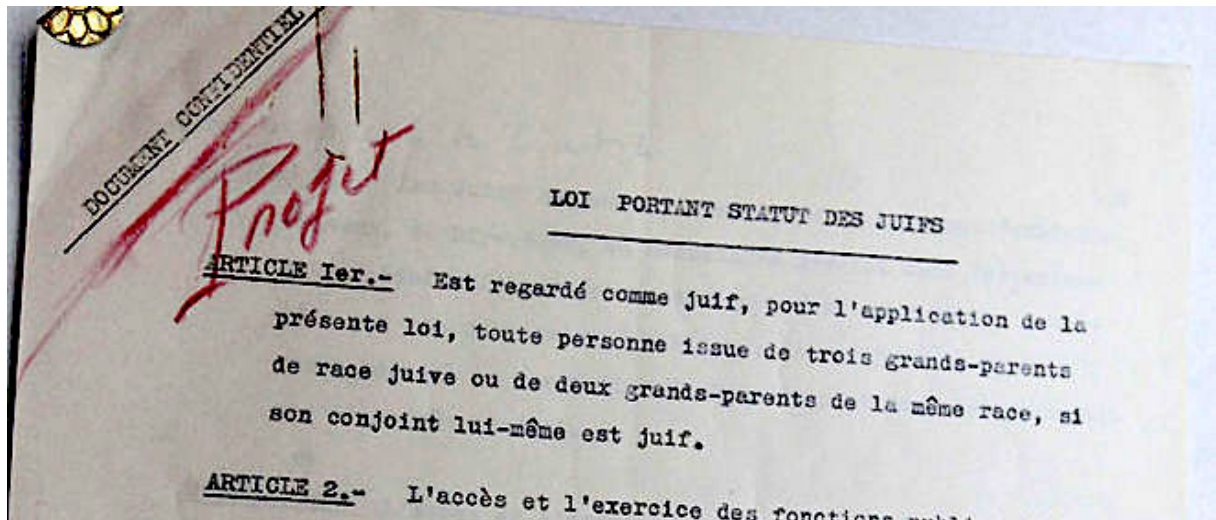 DOCUMENT CONFIDENTIEL
Projet
LOI PORTANT STATUT DES JUIFS
ARTICLE Ier.- Est regardé comme juif, pour l'application de la
présente loi, toute personne issue de trois grands-parents
de race juive ou de deux grands-parents de la même race, si
son conjoint lui-même est juif.
ARTICLE 2.- L'accès et l'exercice des fonctions publi